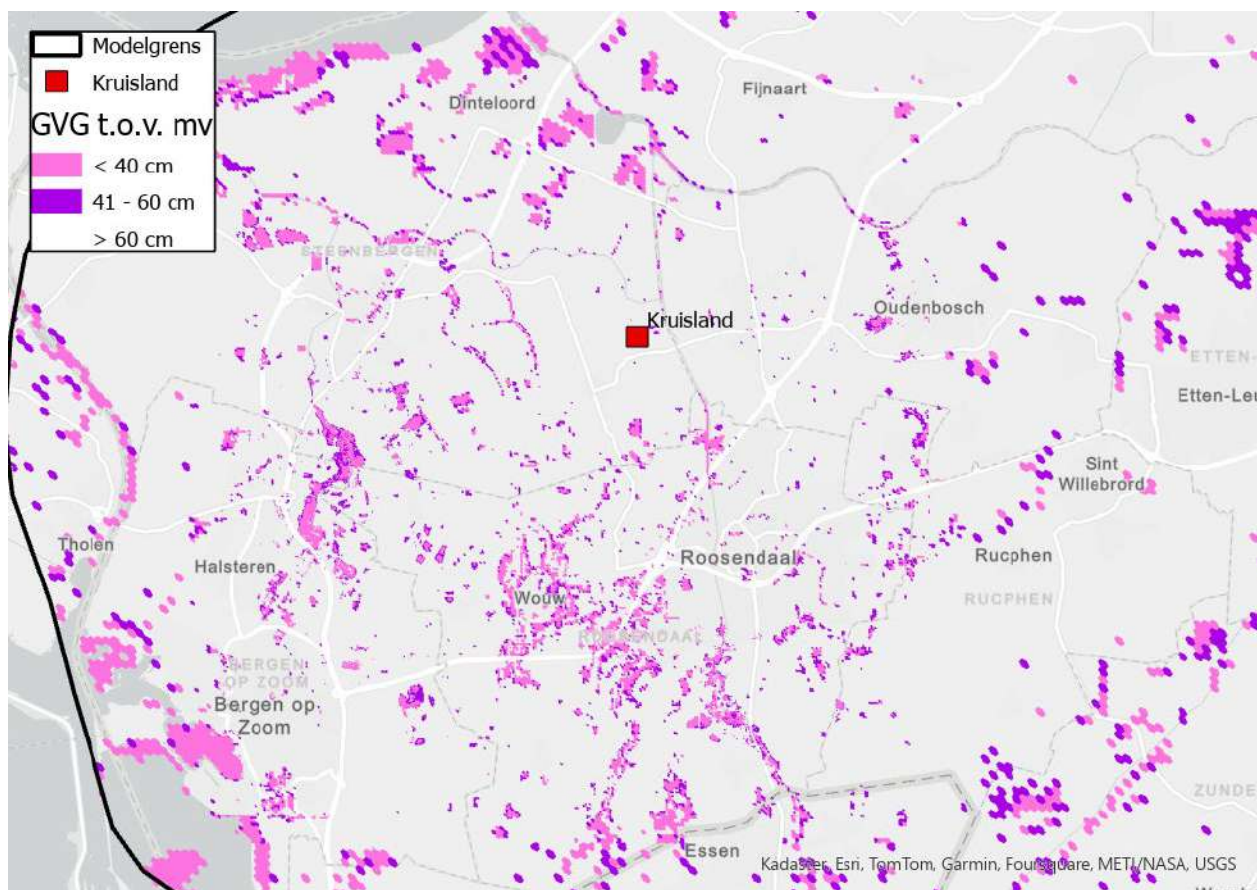 Modelgrens
Kruisland
GVG t.o.v. mv
< 40 cm
41 - 60 cm
> 60 cm
Dinteloord
Fijnaart
STEENBERGEN
Kruisland
Oudenbosch
ETTEN-
Etten-Leu
Sint
Willebrord
Tholen
Halsteren
Roosendaal
Rucphen
Wouw
RUCPHEN
ROOSENDAAL
BERGEN
OP ZOOM
Bergen op
Zoom
ZUNDE
Essen
Kadaster, Esri, TomTom, Garmin, Foursquare, METI/NASA, USGS